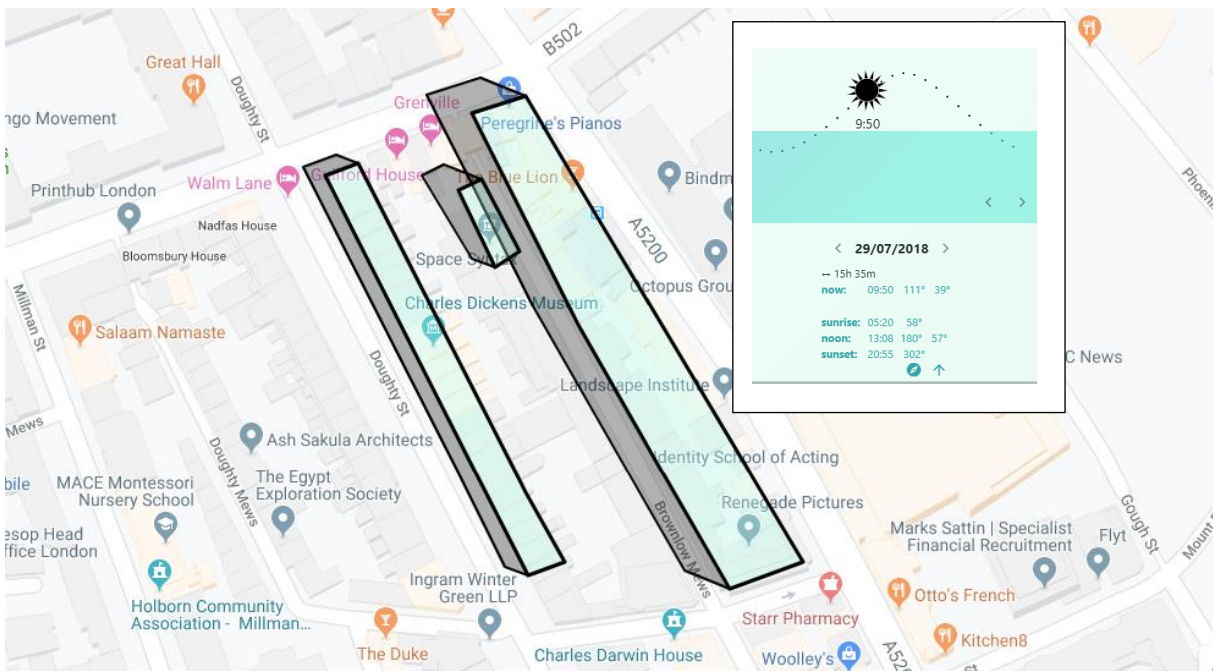 B502
Great Hall
Doughty St
ngo Movement
Grenville
Peregrine's Pianos
Printhub London
Walm Lane
Guilford House
The Blue Lion
Bindm
Nadfas House
Bloomsbury House
A5200
Phoeni
Space Syntax
Octopus Grou
Millman St
Charles Dickens Museum
Salaam Namaste
Doughty St
Landscape Institute
C News
Mews
Ash Sakula Architects
Doughty Mews
Identity School of Acting
bile
MACE Montessori
Nursery School
The Egypt
Exploration Society
Renegade Pictures
Brownlow Mews
Gough St
Mount
esop Head
ffice London
Marks Sattin | Specialist
Financial Recruitment
Flyt
Ingram Winter
Green LLP
Holborn Community
Association - Millman...
Starr Pharmacy
Otto's French
The Duke
Charles Darwin House
Woolley's
A520
Kitchen8
9:50
29/07/2018
↔ 15h 35m
now: 09:50 111° 39°
sunrise: 05:20 58°
noon: 13:08 180° 57°
sunset: 20:55 302°